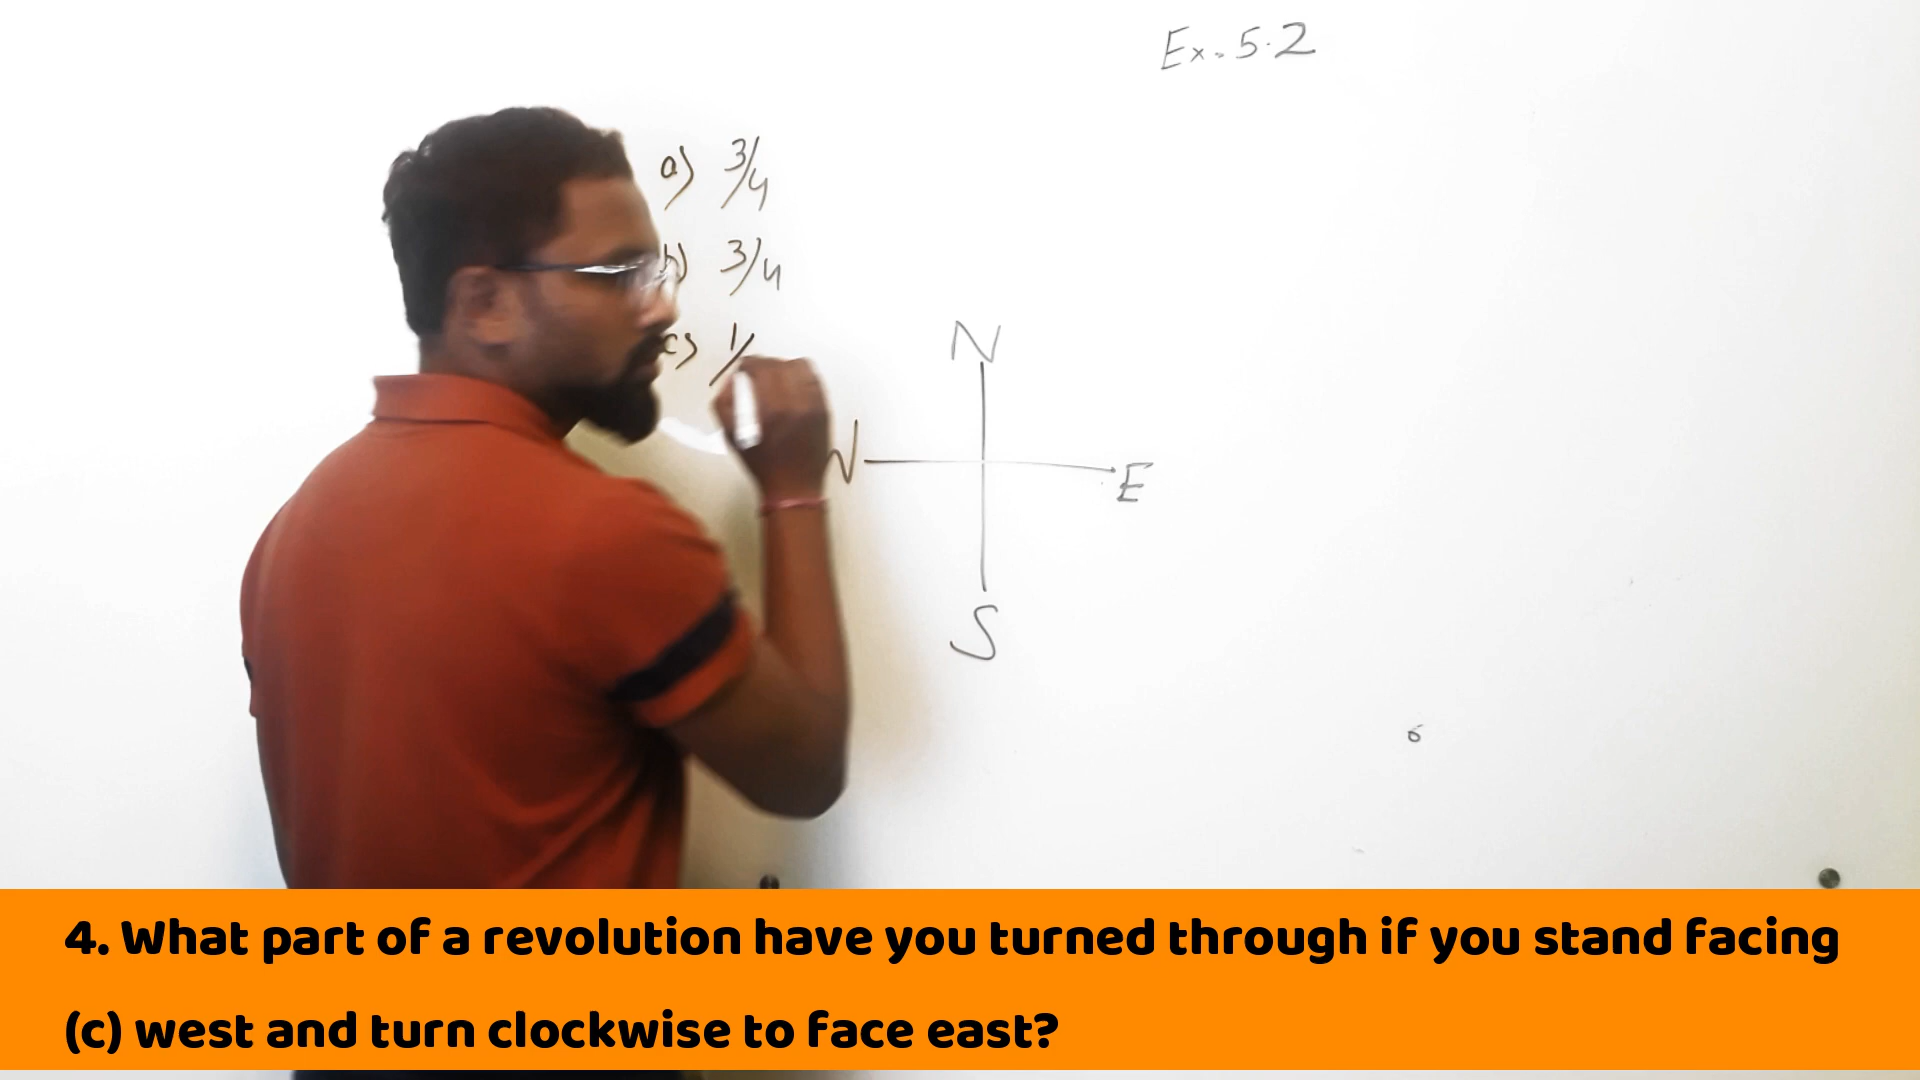 Ex. 5.2
a) 3/4
b) 3/4
c) 1/
N
W
E
S
6
4. What part of a revolution have you turned through if you stand facing
(c) west and turn clockwise to face east?